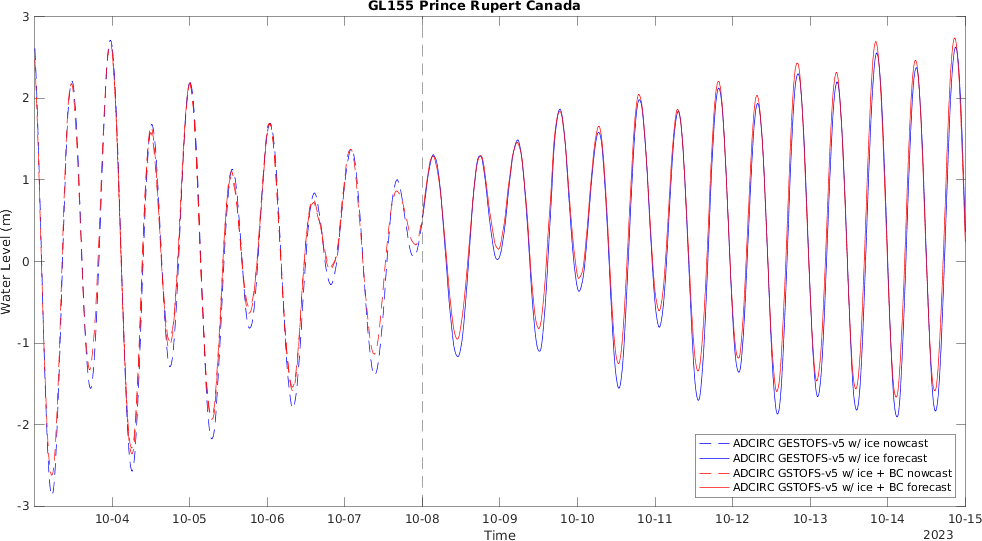 GL155 Prince Rupert Canada
3
2
1
0
-1
-2
-3
Water Level (m)
ADCIRC GESTOFS-v5 w/ ice nowcast
ADCIRC GESTOFS-v5 w/ ice forecast
ADCIRC GSTOFS-v5 w/ ice + BC nowcast
ADCIRC GSTOFS-v5 w/ ice + BC forecast
10-04 10-05 10-06 10-07 10-08 10-09 10-10 10-11 10-12 10-13 10-14 10-15
Time
2023